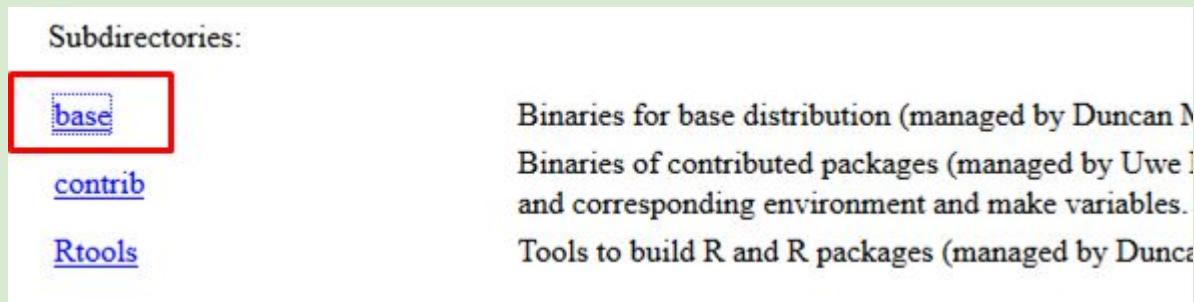 Subdirectories:
base
Binaries for base distribution (managed by Duncan
Binaries of contributed packages (managed by Uwe
contrib
and corresponding environment and make variables.
Rtools
Tools to build R and R packages (managed by Dunca